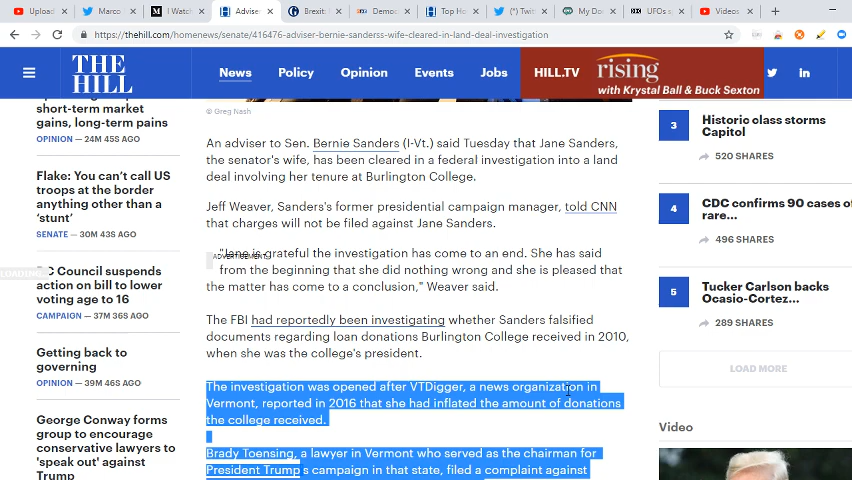 Upload
Marco
I Watch
Adviser
Brexit:
Democ
Top Ho
(*) Twit
My Do
UFOs s
Videos
https://thehill.com/homenews/senate/416476-adviser-bernie-sanderss-wife-cleared-in-land-deal-investigation
THE
HILL
News
Policy
Opinion
Events
Jobs
HILL.TV
rising
with Krystal Ball & Buck Sexton
short-term market
gains, long-term pains
OPINION - 24M 45S AGO
Flake: You can't call US
troops at the border
anything other than a
'stunt'
SENATE - 30M 43S AGO
LOADING
DC Council suspends
action on bill to lower
voting age to 16
CAMPAIGN - 37M 36S AGO
Getting back to
governing
OPINION - 39M 46S AGO
George Conway forms
group to encourage
conservative lawyers to
'speak out' against
Trump
© Greg Nash
An adviser to Sen. Bernie Sanders (I-Vt.) said Tuesday that Jane Sanders,
the senator's wife, has been cleared in a federal investigation into a land
deal involving her tenure at Burlington College.
Jeff Weaver, Sanders's former presidential campaign manager, told CNN
that charges will not be filed against Jane Sanders.
ADVERTISEMENT
"Jane is grateful the investigation has come to an end. She has said
from the beginning that she did nothing wrong and she is pleased that
the matter has come to a conclusion," Weaver said.
The FBI had reportedly been investigating whether Sanders falsified
documents regarding loan donations Burlington College received in 2010,
when she was the college's president.
The investigation was opened after VTDigger, a news organization in
Vermont, reported in 2016 that she had inflated the amount of donations
the college received.
Brady Toensing, a lawyer in Vermont who served as the chairman for
President Trump's campaign in that state, filed a complaint against
3
Historic class storms
Capitol
520 SHARES
4
CDC confirms 90 cases of
rare...
496 SHARES
5
Tucker Carlson backs
Ocasio-Cortez...
289 SHARES
LOAD MORE
Video